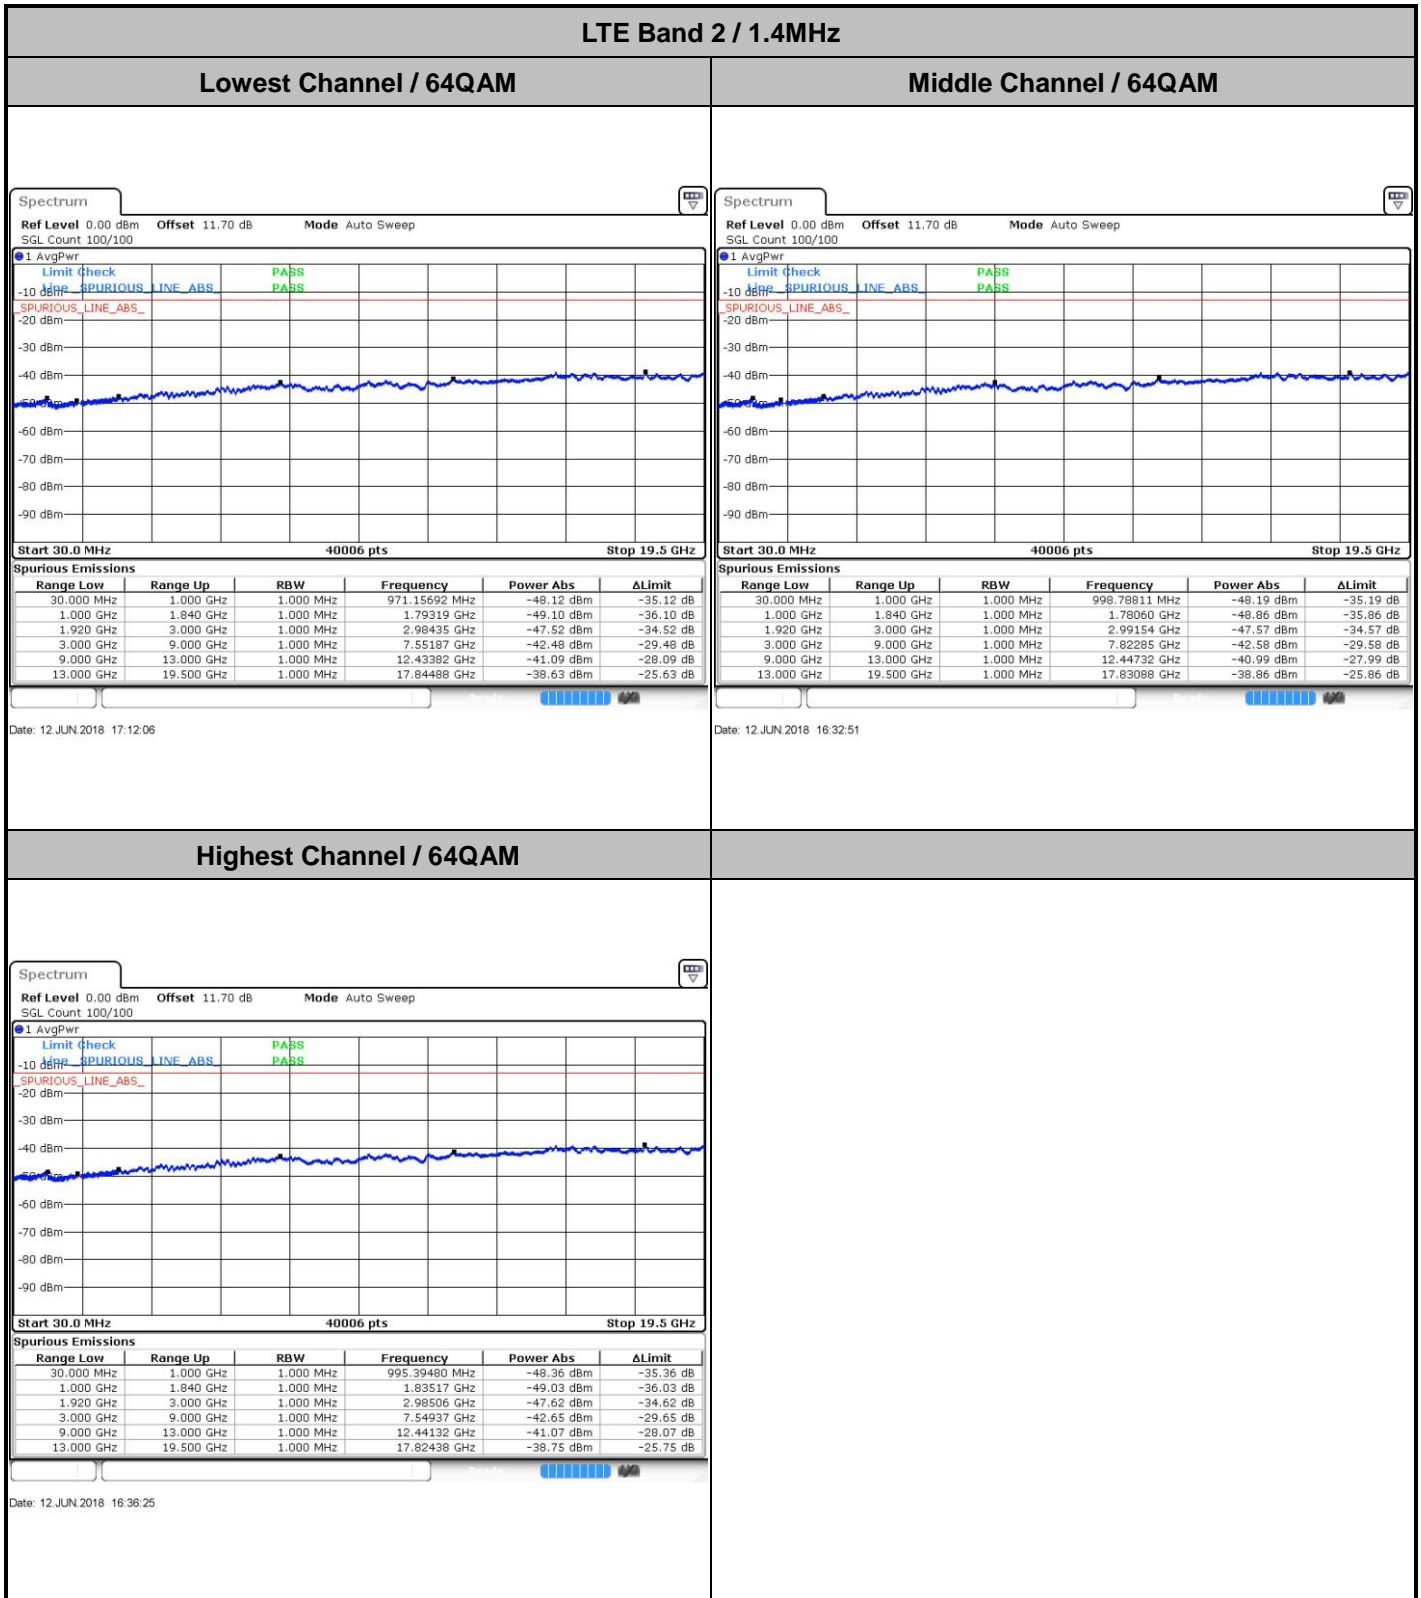 LTE Band 2 / 1.4MHz
Lowest Channel / 64QAM
Middle Channel / 64QAM
Spectrum
Ref Level 0.00 dBm Offset 11.70 dB Mode Auto Sweep
SGL Count 100/100
1 AvgPwr
Limit Check PASS
-10 dBm Line _SPURIOUS_LINE_ABS_ PASS
_SPURIOUS_LINE_ABS_
-20 dBm
-30 dBm
-40 dBm
-50 dBm
-60 dBm
-70 dBm
-80 dBm
-90 dBm
Start 30.0 MHz 40006 pts Stop 19.5 GHz
Spurious Emissions
Range Low Range Up RBW Frequency Power Abs ΔLimit
30.000 MHz 1.000 GHz 1.000 MHz 971.15692 MHz -48.12 dBm -35.12 dB
1.000 GHz 1.840 GHz 1.000 MHz 1.79319 GHz -49.10 dBm -36.10 dB
1.920 GHz 3.000 GHz 1.000 MHz 2.98435 GHz -47.52 dBm -34.52 dB
3.000 GHz 9.000 GHz 1.000 MHz 7.55187 GHz -42.48 dBm -29.48 dB
9.000 GHz 13.000 GHz 1.000 MHz 12.43382 GHz -41.09 dBm -28.09 dB
13.000 GHz 19.500 GHz 1.000 MHz 17.84488 GHz -38.63 dBm -25.63 dB
Date: 12.JUN.2018 17:12:06
Spectrum
Ref Level 0.00 dBm Offset 11.70 dB Mode Auto Sweep
SGL Count 100/100
1 AvgPwr
Limit Check PASS
-10 dBm Line _SPURIOUS_LINE_ABS_ PASS
_SPURIOUS_LINE_ABS_
-20 dBm
-30 dBm
-40 dBm
-50 dBm
-60 dBm
-70 dBm
-80 dBm
-90 dBm
Start 30.0 MHz 40006 pts Stop 19.5 GHz
Spurious Emissions
Range Low Range Up RBW Frequency Power Abs ΔLimit
30.000 MHz 1.000 GHz 1.000 MHz 998.78811 MHz -48.19 dBm -35.19 dB
1.000 GHz 1.840 GHz 1.000 MHz 1.78060 GHz -48.86 dBm -35.86 dB
1.920 GHz 3.000 GHz 1.000 MHz 2.99154 GHz -47.57 dBm -34.57 dB
3.000 GHz 9.000 GHz 1.000 MHz 7.82285 GHz -42.58 dBm -29.58 dB
9.000 GHz 13.000 GHz 1.000 MHz 12.44732 GHz -40.99 dBm -27.99 dB
13.000 GHz 19.500 GHz 1.000 MHz 17.83088 GHz -38.86 dBm -25.86 dB
Date: 12.JUN.2018 16:32:51
Highest Channel / 64QAM
Spectrum
Ref Level 0.00 dBm Offset 11.70 dB Mode Auto Sweep
SGL Count 100/100
1 AvgPwr
Limit Check PASS
-10 dBm Line _SPURIOUS_LINE_ABS_ PASS
_SPURIOUS_LINE_ABS_
-20 dBm
-30 dBm
-40 dBm
-50 dBm
-60 dBm
-70 dBm
-80 dBm
-90 dBm
Start 30.0 MHz 40006 pts Stop 19.5 GHz
Spurious Emissions
Range Low Range Up RBW Frequency Power Abs ΔLimit
30.000 MHz 1.000 GHz 1.000 MHz 995.39480 MHz -48.36 dBm -35.36 dB
1.000 GHz 1.840 GHz 1.000 MHz 1.83517 GHz -49.03 dBm -36.03 dB
1.920 GHz 3.000 GHz 1.000 MHz 2.98506 GHz -47.62 dBm -34.62 dB
3.000 GHz 9.000 GHz 1.000 MHz 7.54937 GHz -42.65 dBm -29.65 dB
9.000 GHz 13.000 GHz 1.000 MHz 12.44132 GHz -41.07 dBm -28.07 dB
13.000 GHz 19.500 GHz 1.000 MHz 17.82438 GHz -38.75 dBm -25.75 dB
Date: 12.JUN.2018 16:36:25